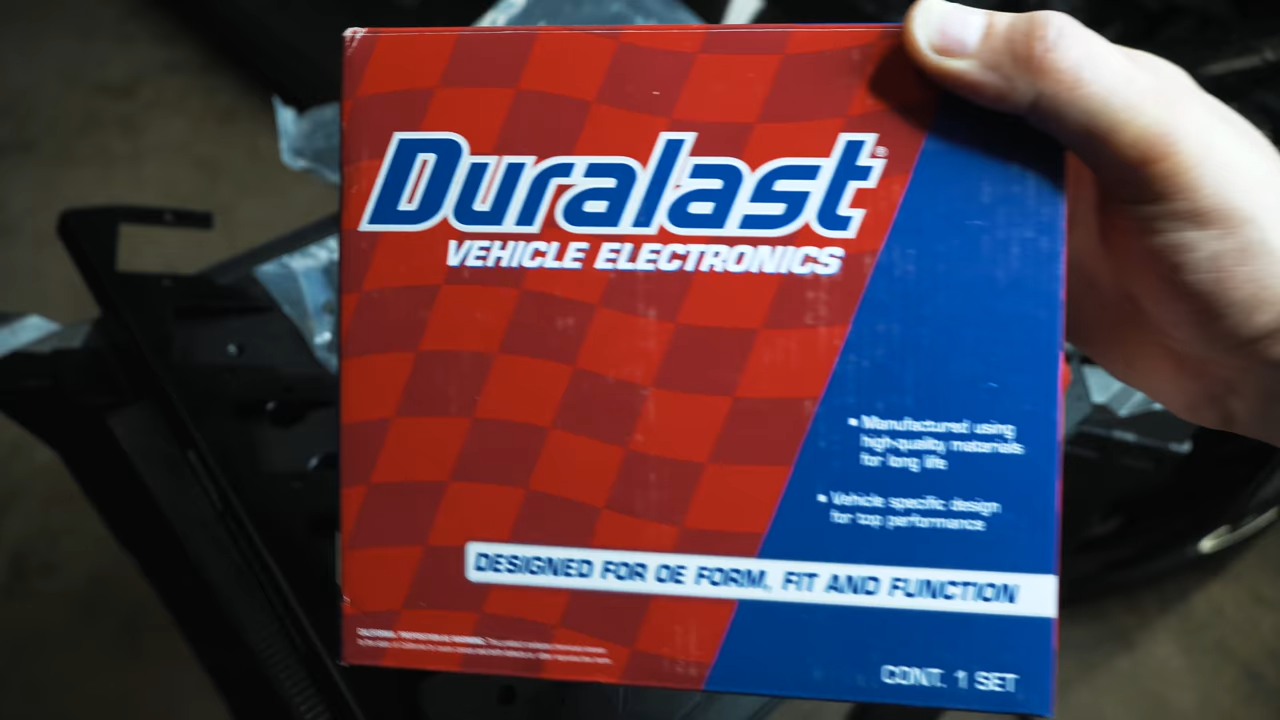 Duralast®
VEHICLE ELECTRONICS
• Manufactured using
high-quality materials
for long life
• Vehicle specific design
for top performance
DESIGNED FOR OE FORM, FIT AND FUNCTION
CONT. 1 SET